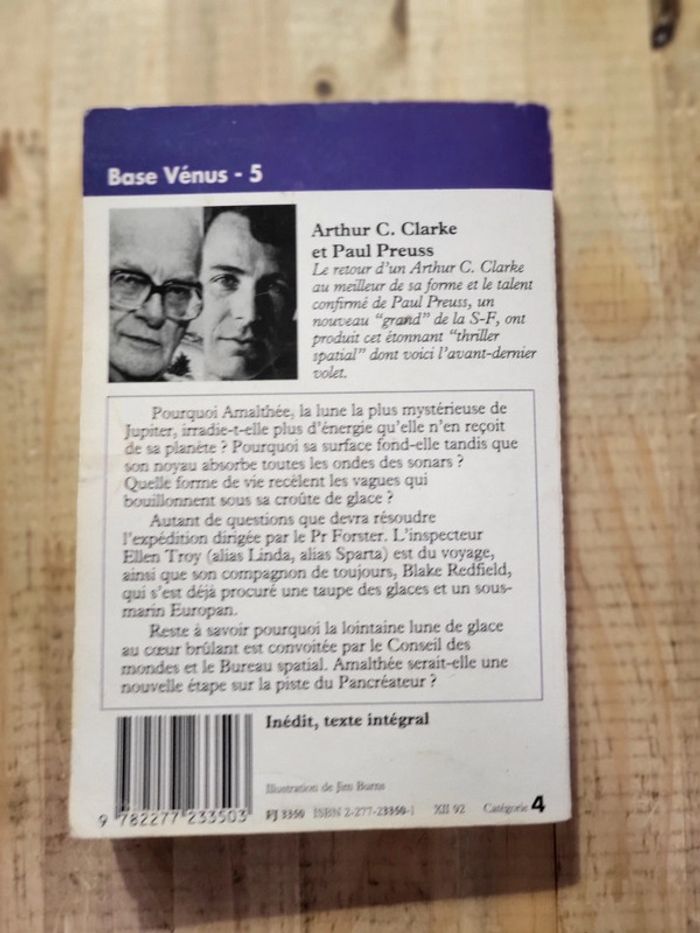 Base Vénus - 5
Arthur C. Clarke
et Paul Preuss
Le retour d'un Arthur C. Clarke
au meilleur de sa forme et le talent
confirmé de Paul Preuss, un
nouveau "grand" de la S-F, ont
produit cet étonnant "thriller
spatial" dont voici l'avant-dernier
volet.
Pourquoi Amalthée, la lune la plus mystérieuse de
Jupiter, irradie-t-elle plus d'énergie qu'elle n'en reçoit
de sa planète ? Pourquoi sa surface fond-elle tandis que
son noyau absorbe toutes les ondes des sonars ?
Quelle forme de vie recèlent les vagues qui
bouillonnent sous sa croûte de glace ?
Autant de questions que devra résoudre
l'expédition dirigée par le Pr Forster. L'inspecteur
Ellen Troy (alias Linda, alias Sparta) est du voyage,
ainsi que son compagnon de toujours, Blake Redfield,
qui s'est déjà procuré une taupe des glaces et un sous-
marin Europan.
Reste à savoir pourquoi la lointaine lune de glace
au cœur brûlant est convoitée par le Conseil des
mondes et le Bureau spatial. Amalthée serait-elle une
nouvelle étape sur la piste du Pancréateur ?
Inédit, texte intégral
Illustration de Jim Burns
9 782277 233503
FJ 3350 ISBN 2-277-23350-1 XII 92 Catégorie 4